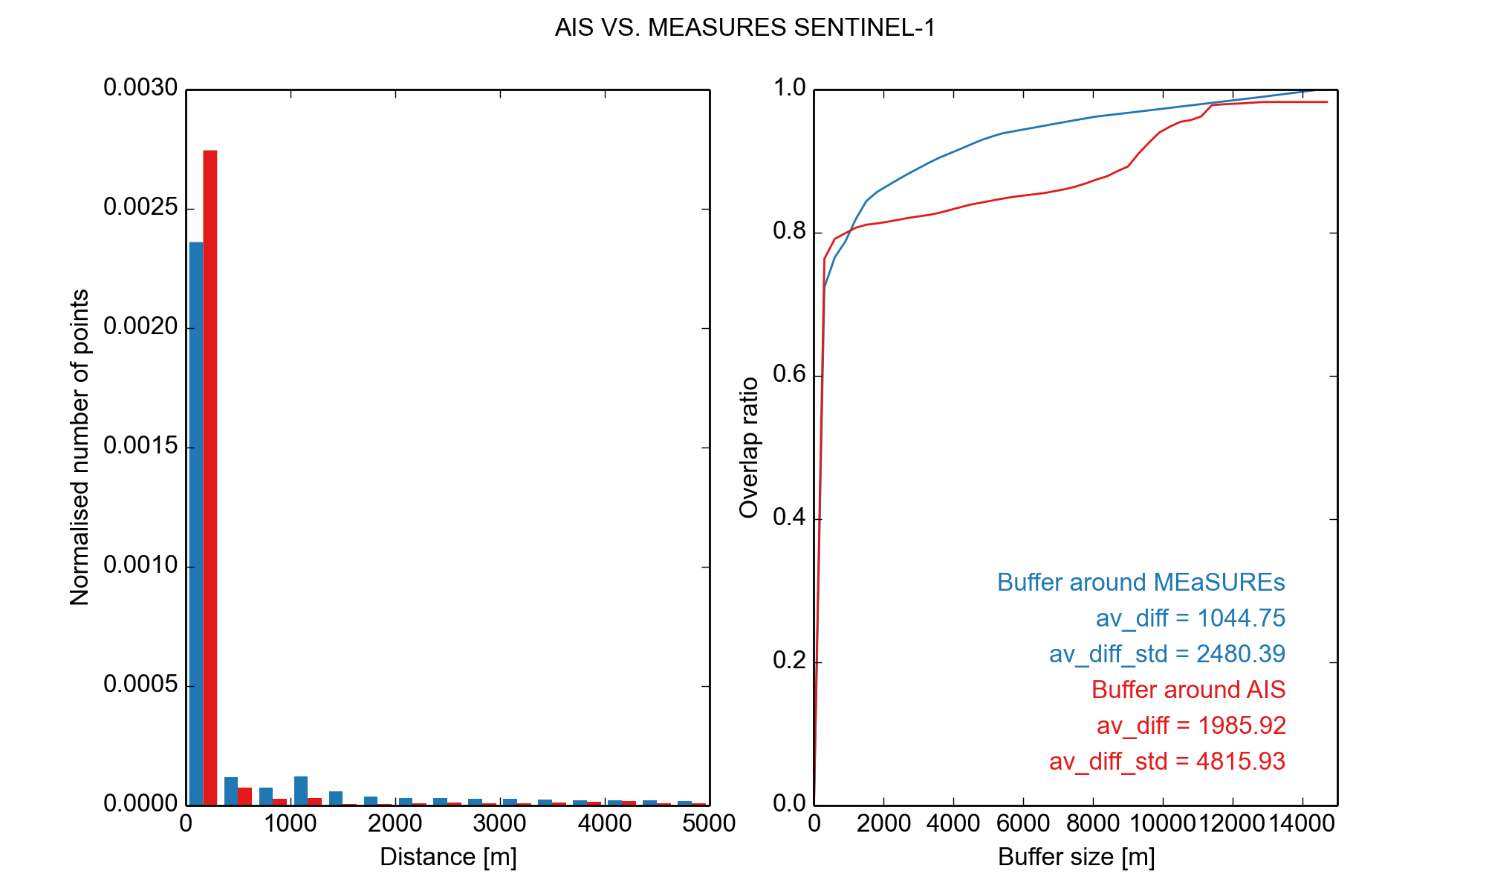 AIS VS. MEASURES SENTINEL-1
0.0030
0.0025
0.0020
0.0015
0.0010
0.0005
0.0000
Normalised number of points
0 1000 2000 3000 4000 5000
Distance [m]
1.0
0.8
0.6
0.4
0.2
0.0
Overlap ratio
Buffer around MEaSUREs
av_diff = 1044.75
av_diff_std = 2480.39
Buffer around AIS
av_diff = 1985.92
av_diff_std = 4815.93
0 2000 4000 6000 8000 10000 12000 14000
Buffer size [m]